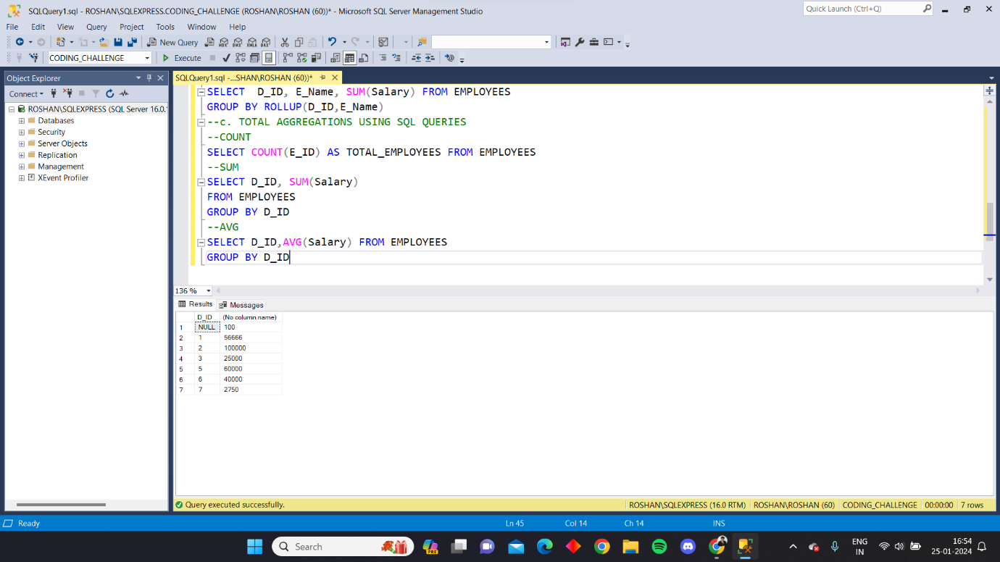 SQLQuery1.sql - ROSHAN\SQLEXPRESS.CODING_CHALLENGE (ROSHAN\ROSHAN (60))* - Microsoft SQL Server Management Studio
Quick Launch (Ctrl+Q)
File Edit View Query Project Tools Window Help
New Query
CODING_CHALLENGE
Execute
Object Explorer
Connect
ROSHAN\SQLEXPRESS (SQL Server 16.0.1
Databases
Security
Server Objects
Replication
Management
XEvent Profiler
SQLQuery1.sql -...SHAN\ROSHAN (60))*
SELECT  D_ID, E_Name, SUM(Salary) FROM EMPLOYEES
GROUP BY ROLLUP(D_ID,E_Name)
--c. TOTAL AGGREGATIONS USING SQL QUERIES
--COUNT
SELECT COUNT(E_ID) AS TOTAL_EMPLOYEES FROM EMPLOYEES
--SUM
SELECT D_ID, SUM(Salary)
FROM EMPLOYEES
GROUP BY D_ID
--AVG
SELECT D_ID,AVG(Salary) FROM EMPLOYEES
GROUP BY D_ID
136 %
Results Messages
D_ID (No column name)
1 NULL 100
2 1 56666
3 2 100000
4 3 25000
5 5 60000
6 6 40000
7 7 2750
Query executed successfully.
ROSHAN\SQLEXPRESS (16.0 RTM) ROSHAN\ROSHAN (60) CODING_CHALLENGE 00:00:00 7 rows
Ready
Ln 45 Col 14 Ch 14 INS
Search
PRE
ENG
IN
16:54
25-01-2024